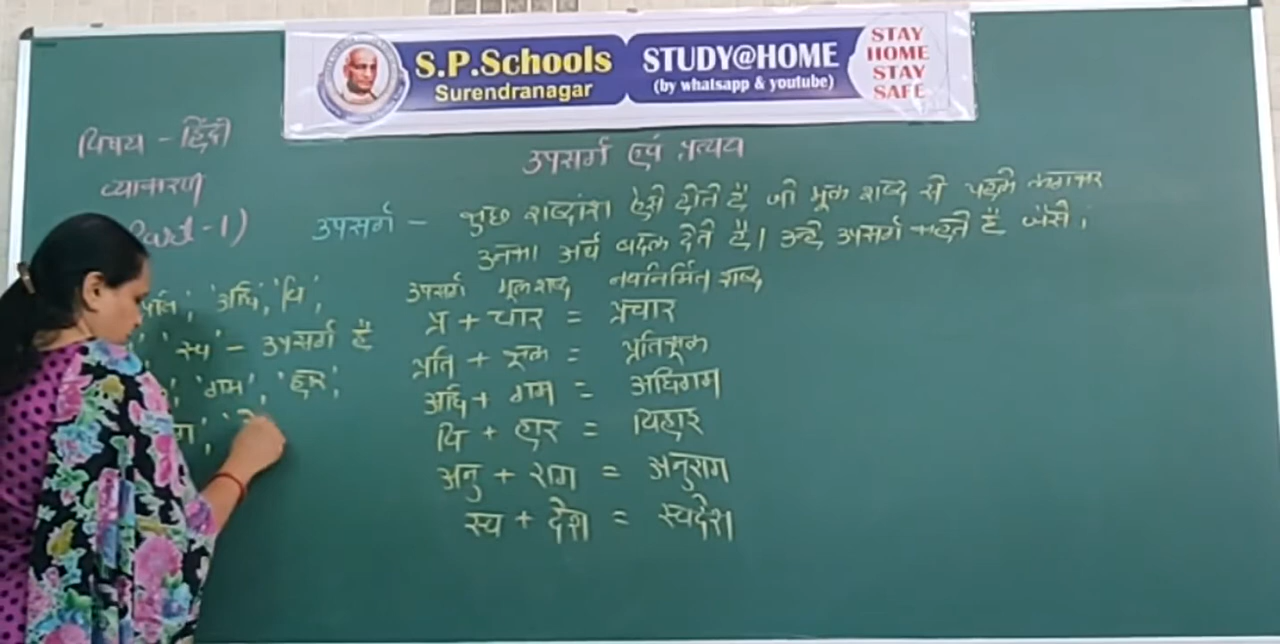 S.P.Schools
Surendranagar
STUDY@HOME
(by whatsapp & youtube)
STAY
HOME
STAY
SAFE
विषय - हिंदी
व्याकरण
Part - 1)
उपसर्ग एवं प्रत्यय
उपसर्ग - कुछ शब्दांश ऐसे होते हैं जो मूल शब्द से पहले लगाकर
उनका अर्थ बदल देते हैं। उन्हें उपसर्ग कहते हैं जैसे।
'अधि', 'वि',
'स्व' - उपसर्ग हैं
'गम', 'हार',
उपसर्ग मूलशब्द नवनिर्मित शब्द
प्र + चार = प्रचार
प्रति + कूल = प्रतिकूल
अधि + गम = अधिगम
वि + हार = विहार
अनु + राग = अनुराग
स्व + देश = स्वदेश